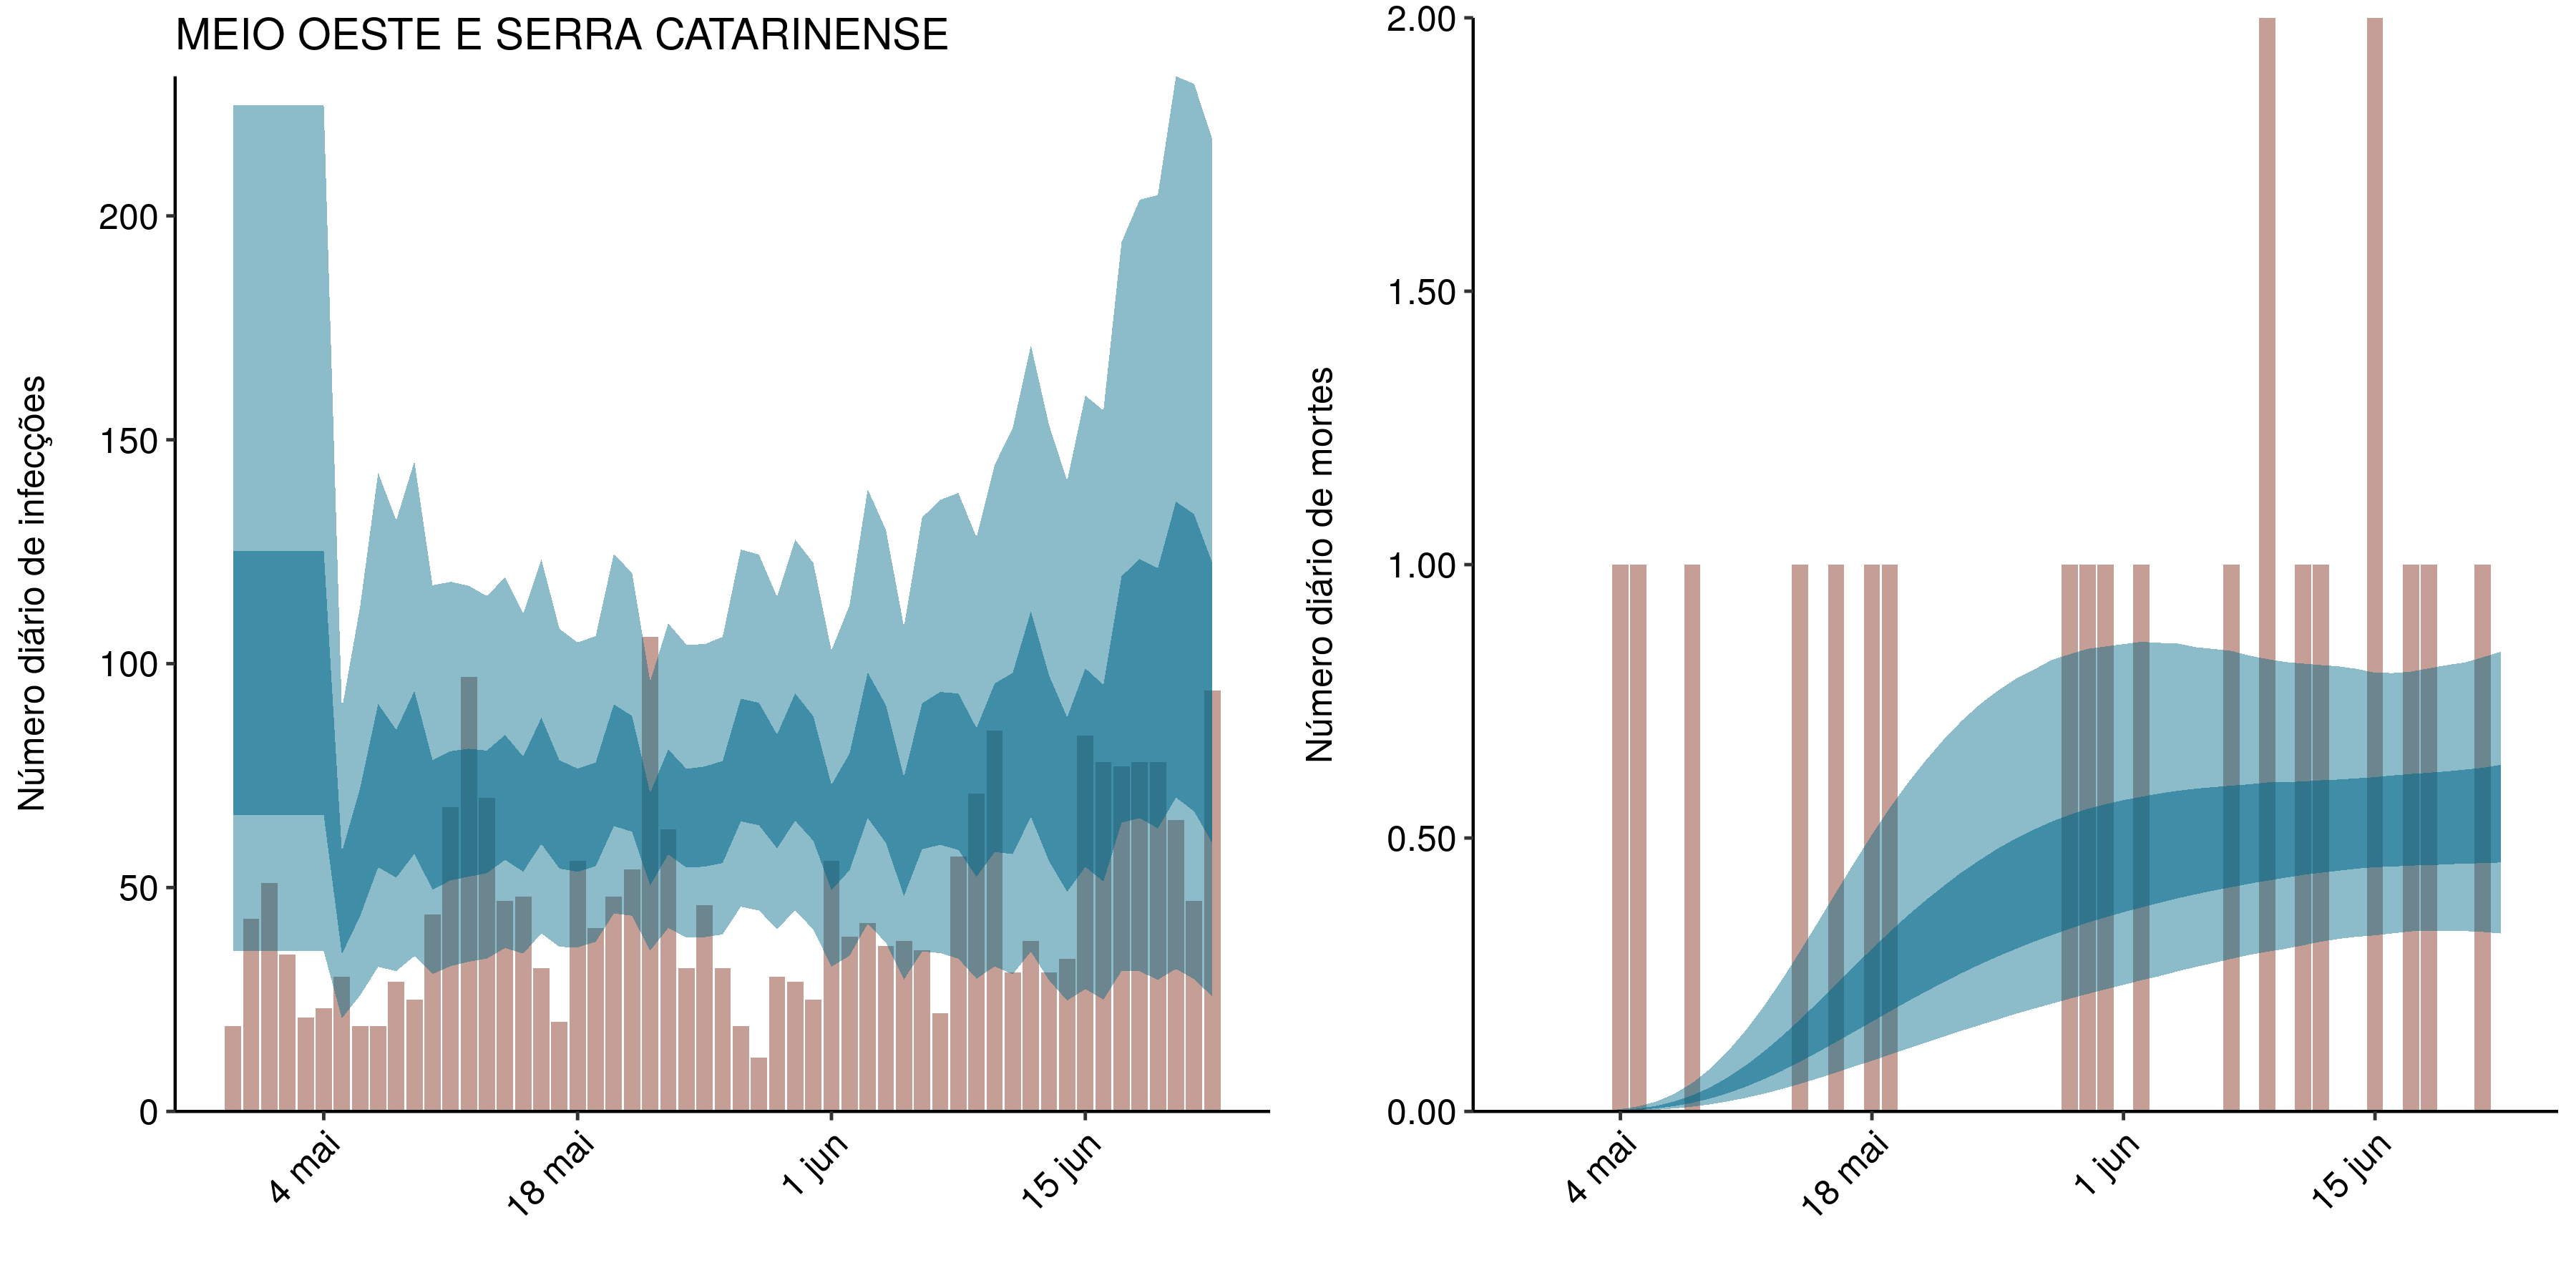 MEIO OESTE E SERRA CATARINENSE
Número diário de infecções
200
150
100
50
0
4 mai
18 mai
1 jun
15 jun
Número diário de mortes
2.00
1.50
1.00
0.50
0.00
4 mai
18 mai
1 jun
15 jun